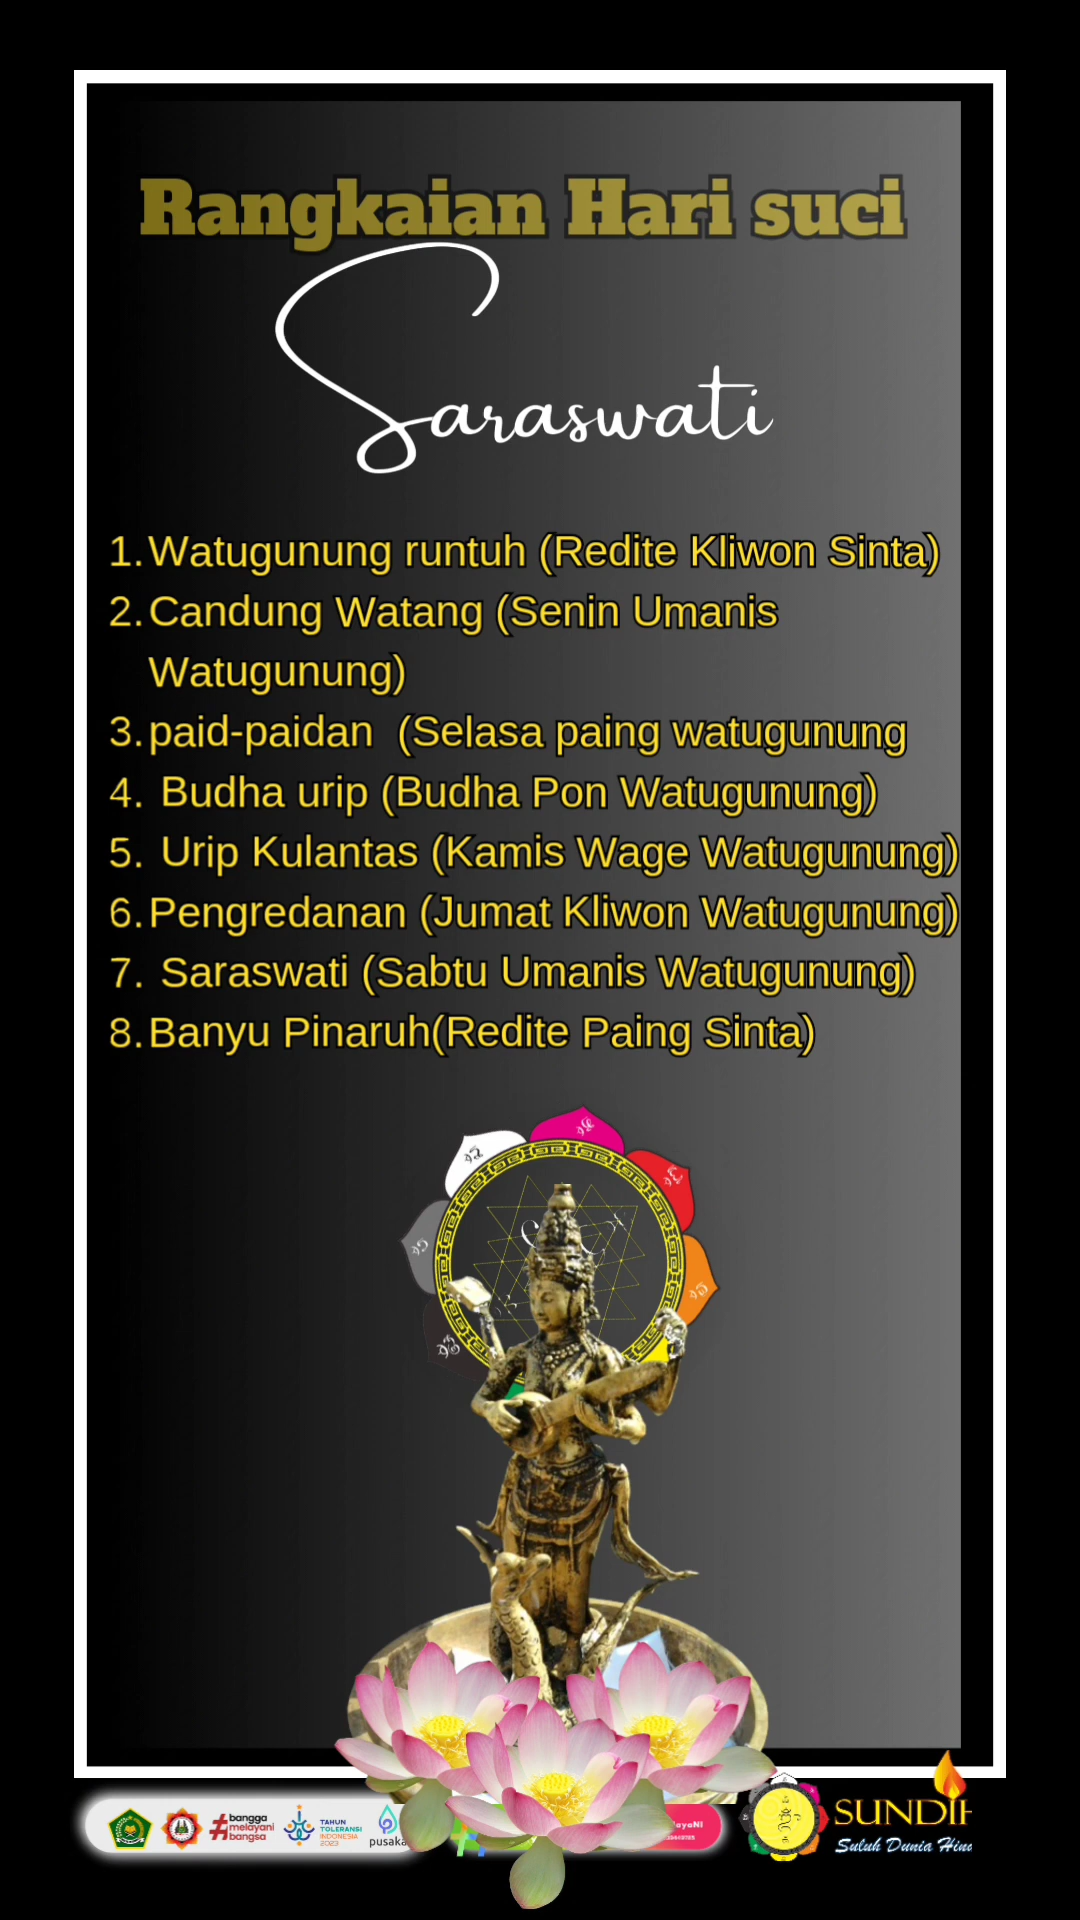 Rangkaian Hari suci
Saraswati
1. Watugunung runtuh (Redite Kliwon Sinta)
2. Candung Watang (Senin Umanis
Watugunung)
3. paid-paidan (Selasa paing watugunung
4. Budha urip (Budha Pon Watugunung)
5. Urip Kulantas (Kamis Wage Watugunung)
6. Pengredanan (Jumat Kliwon Watugunung)
7. Saraswati (Sabtu Umanis Watugunung)
8. Banyu Pinaruh(Redite Paing Sinta)
#bangga
melayani
bangsa
TAHUN
TOLERANSI
INDONESIA
2023
pusaka
SUNDIH
Suluh Dunia